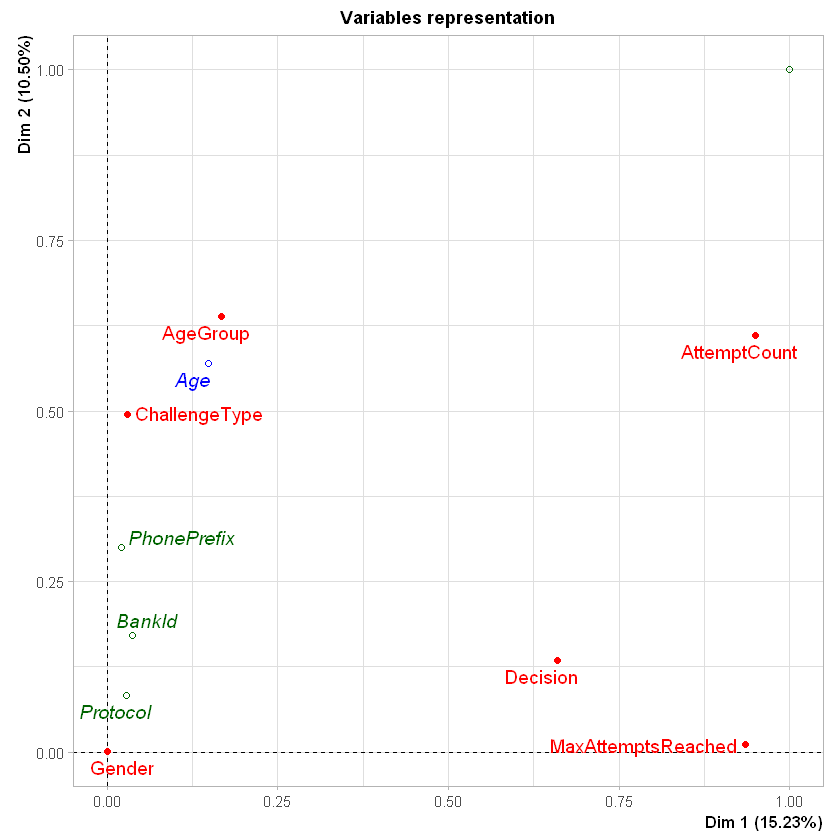 Variables representation
Dim 2 (10.50%)
1.00
0.75
AgeGroup
AttemptCount
Age
0.50
ChallengeType
PhonePrefix
0.25
BankId
Decision
Protocol
MaxAttemptsReached
0.00
Gender
0.00 0.25 0.50 0.75 1.00
Dim 1 (15.23%)